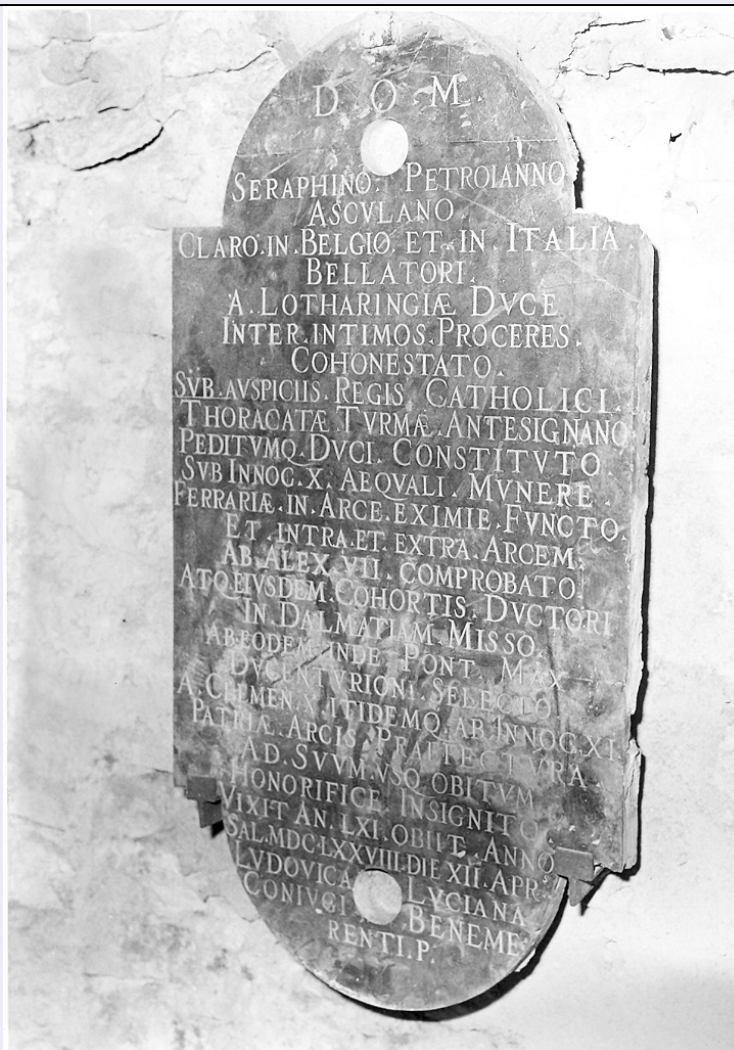 D. O. M.
SERAPHINO. PETROIANNO
ASCVLANO.
CLARO. IN. BELGIO. ET. IN. ITALIA.
BELLATORI.
A. LOTHARINGIÆ DVCE
INTER. INTIMOS. PROCERES.
COHONESTATO.
SVB. AVSPICIIS. REGIS. CATHOLICI.
THORACATÆ TVRMÆ. ANTESIGNANO
PEDITVMQ. DVCI. CONSTITVTO.
SVB INNOC. X. AEQVALI. MVNERE.
FERRARIÆ. IN. ARCE. EXIMIE. FVNCTO.
ET. INTRA. ET. EXTRA. ARCEM.
AB. ALEX. VII. COMPROBATO.
ATQ. EIVSDEM. COHORTIS. DVCTORI
IN. DALMATIAM. MISSO.
AB. EODEM. INDE. PONT. MAX
DVCENTVRIONI. SELECTO.
A. CLEMEN. X. ITIDEMQ. AB. INNOC. XI.
PATRIÆ. ARCIS. PRAEFECTVRA.
AD. SVVM. VSQ. OBITVM
HONORIFICE INSIGNITO.
VIXIT AN. LXI. OBIIT. ANNO
SAL. MDCLXXVIII. DIE XII. APR.
LVDOVICA LVCIANA
CONIVGI BENEME
RENTI. P.